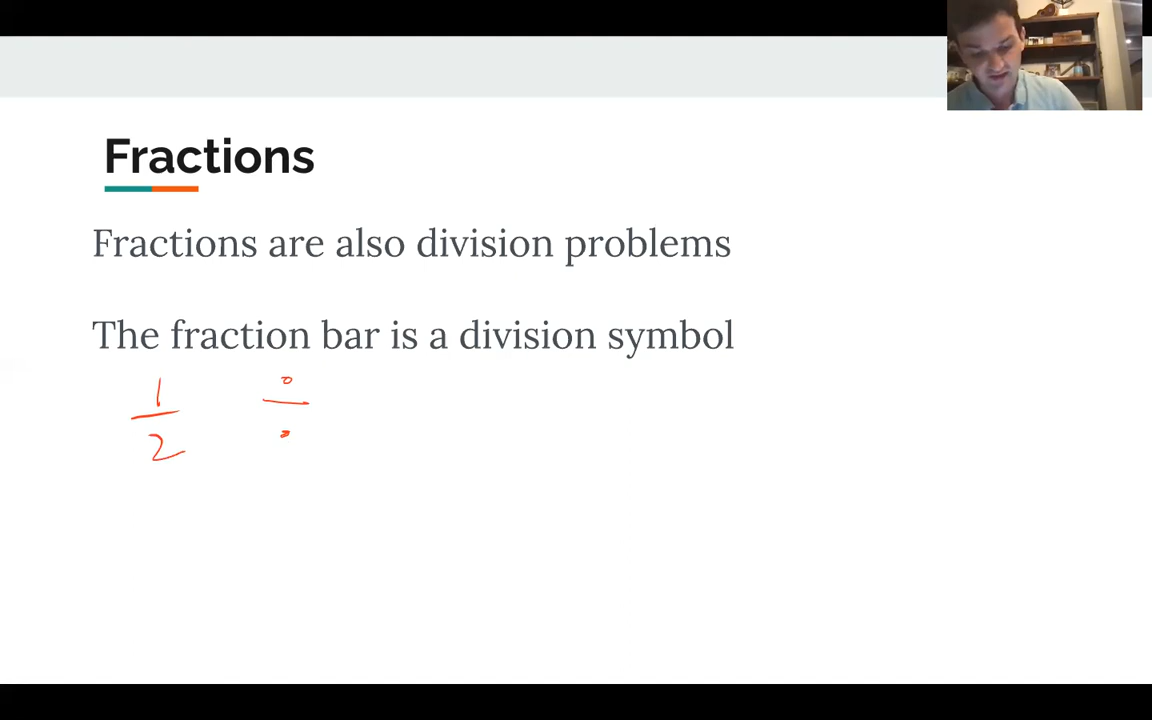 Fractions
Fractions are also division problems
The fraction bar is a division symbol
1/2 ÷